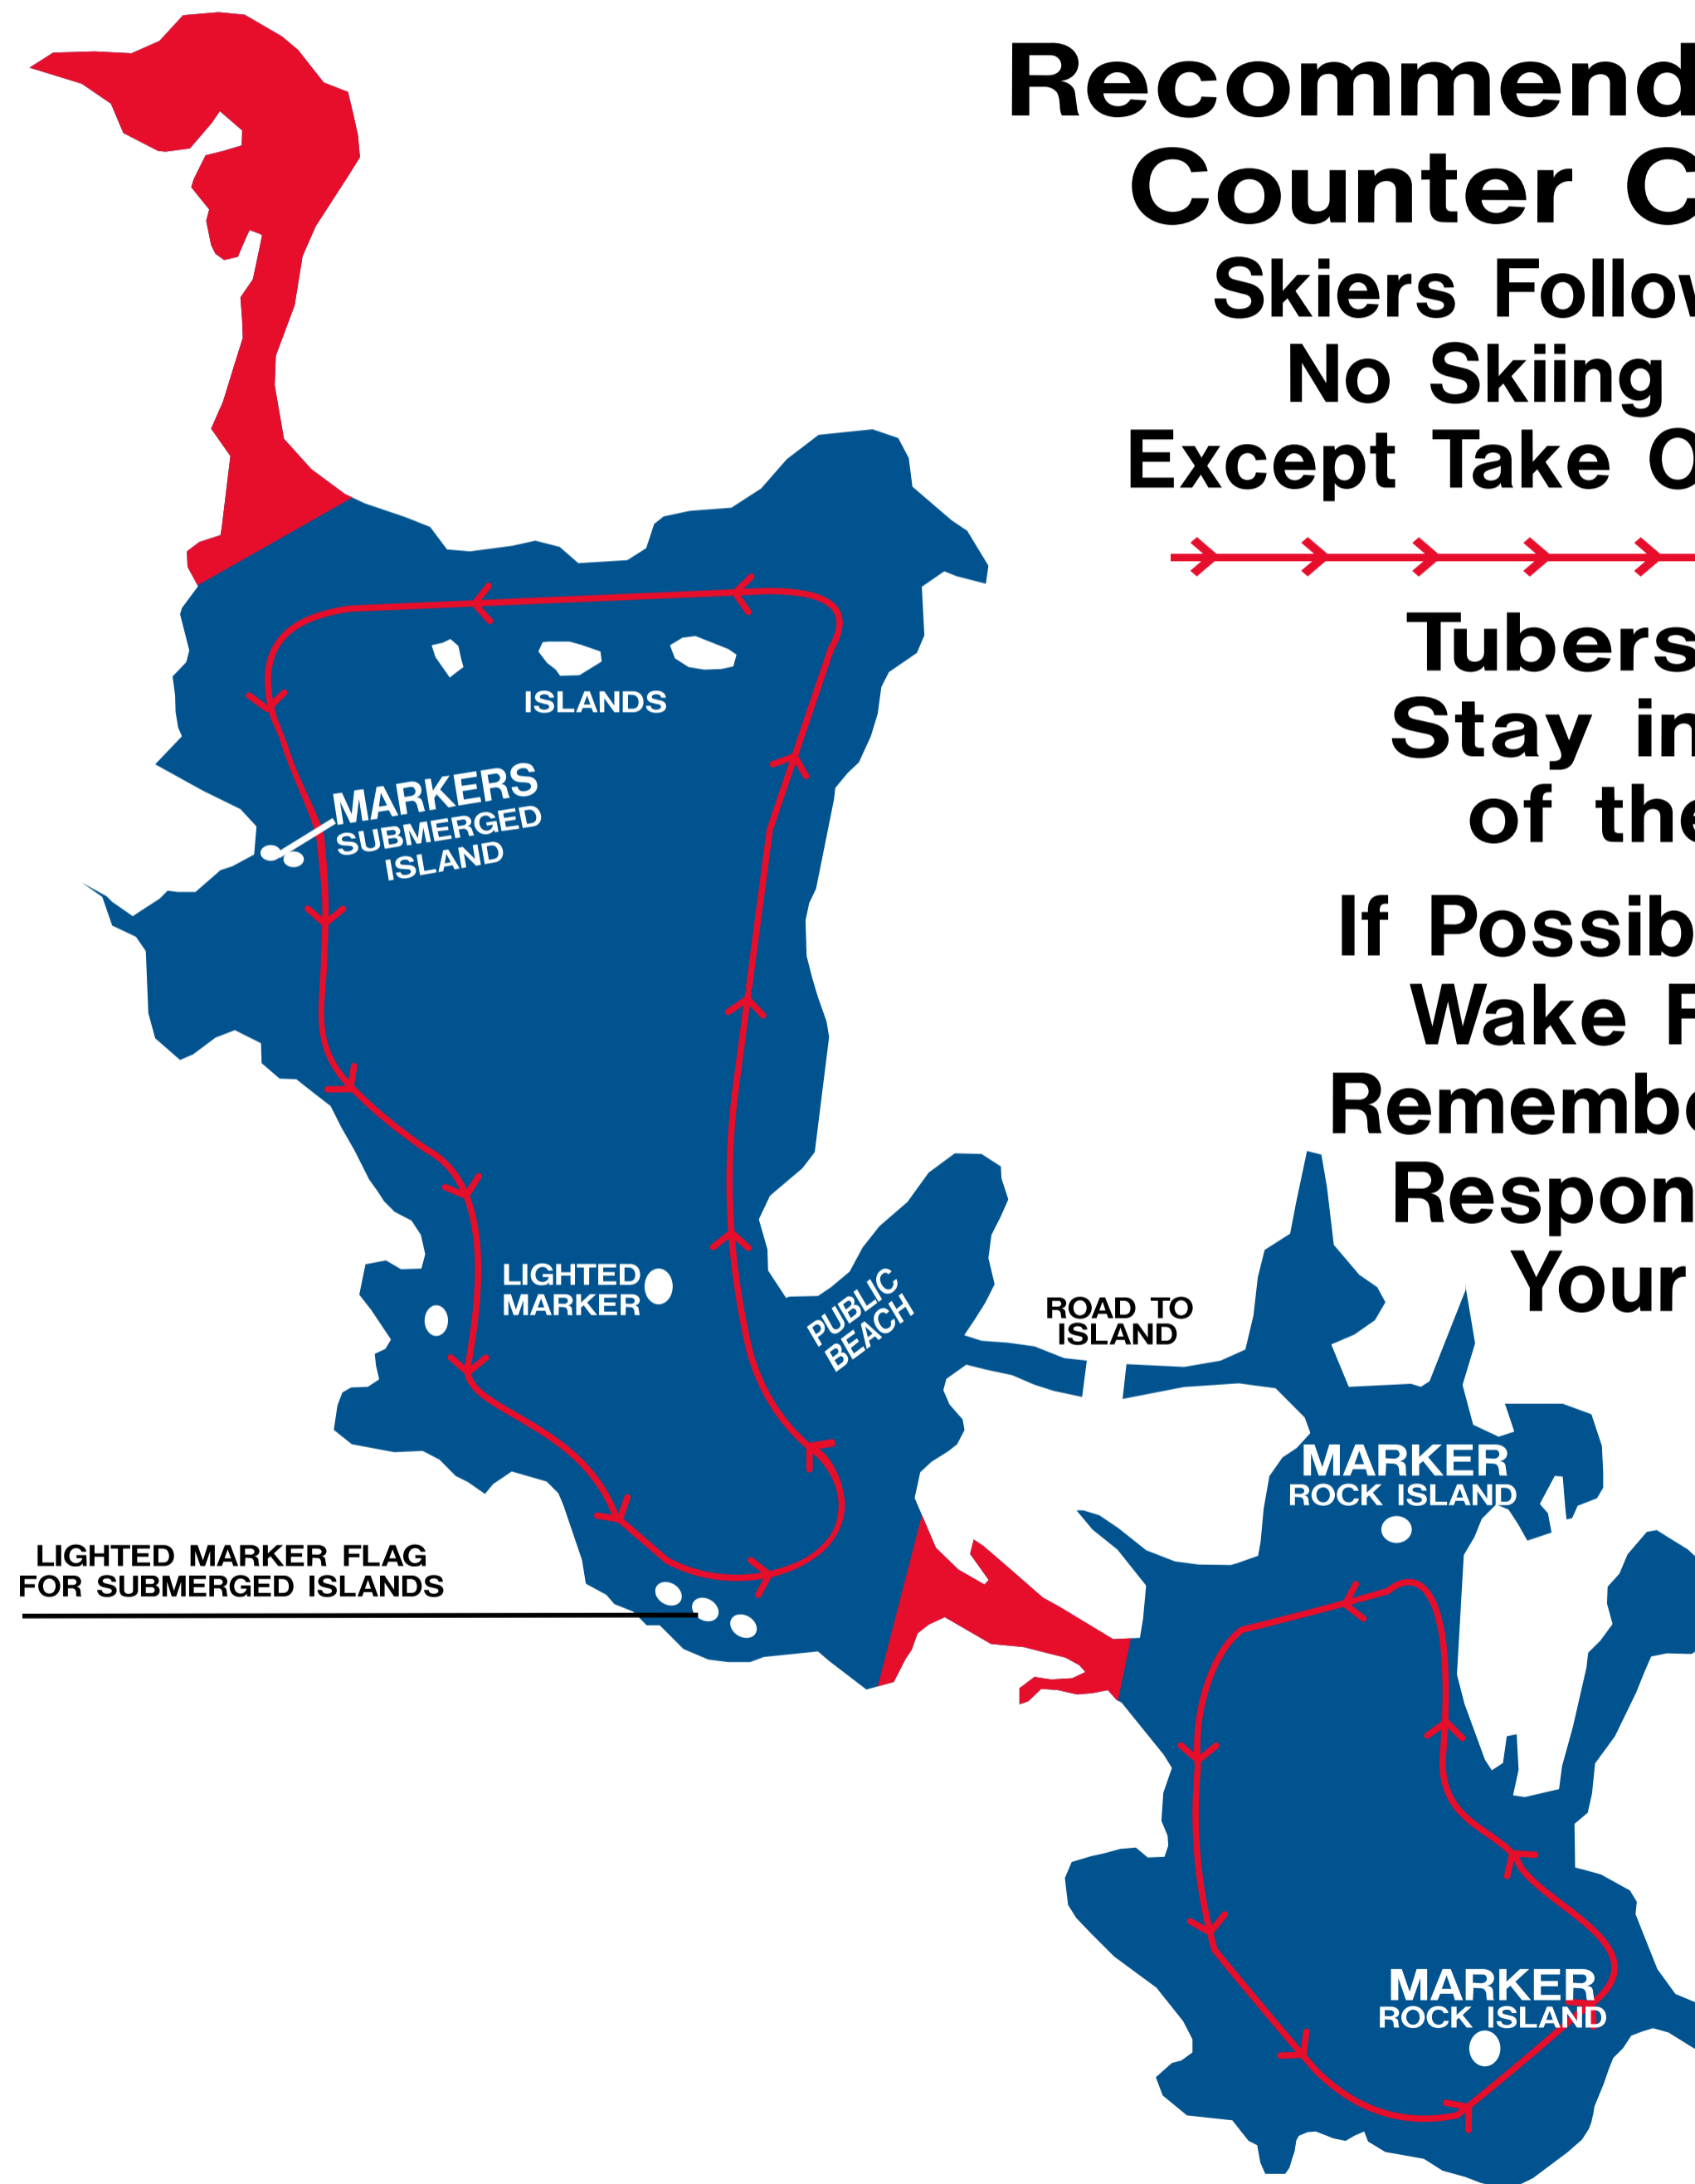 Recommend
Counter C
Skiers Follow
No Skiing
Except Take O
Tubers
Stay in
of the
If Possib
Wake F
Remembe
Respon
Your
ISLANDS
MARKERS
SUBMERGED
ISLAND
LIGHTED
MARKER
PUBLIC
BEACH
ROAD TO
ISLAND
MARKER
ROCK ISLAND
LIGHTED MARKER FLAG
FOR SUBMERGED ISLANDS
MARKER
ROCK ISLAND